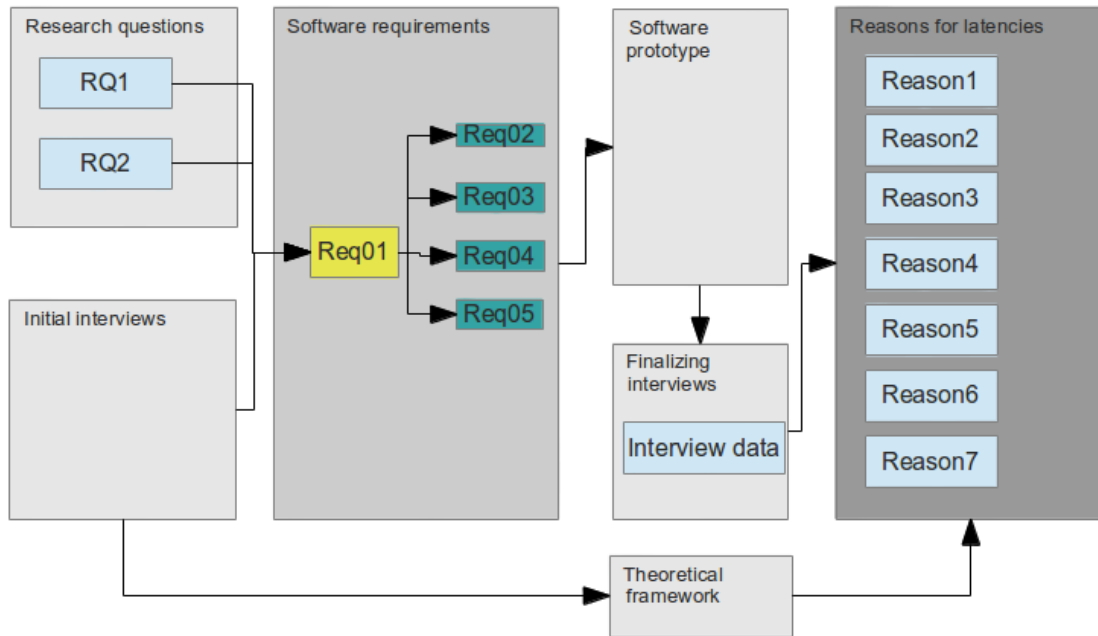 Research questions
RQ1
RQ2
Initial interviews
Software requirements
Req01
Req02
Req03
Req04
Req05
Software
prototype
Finalizing
interviews
Interview data
Theoretical
framework
Reasons for latencies
Reason1
Reason2
Reason3
Reason4
Reason5
Reason6
Reason7